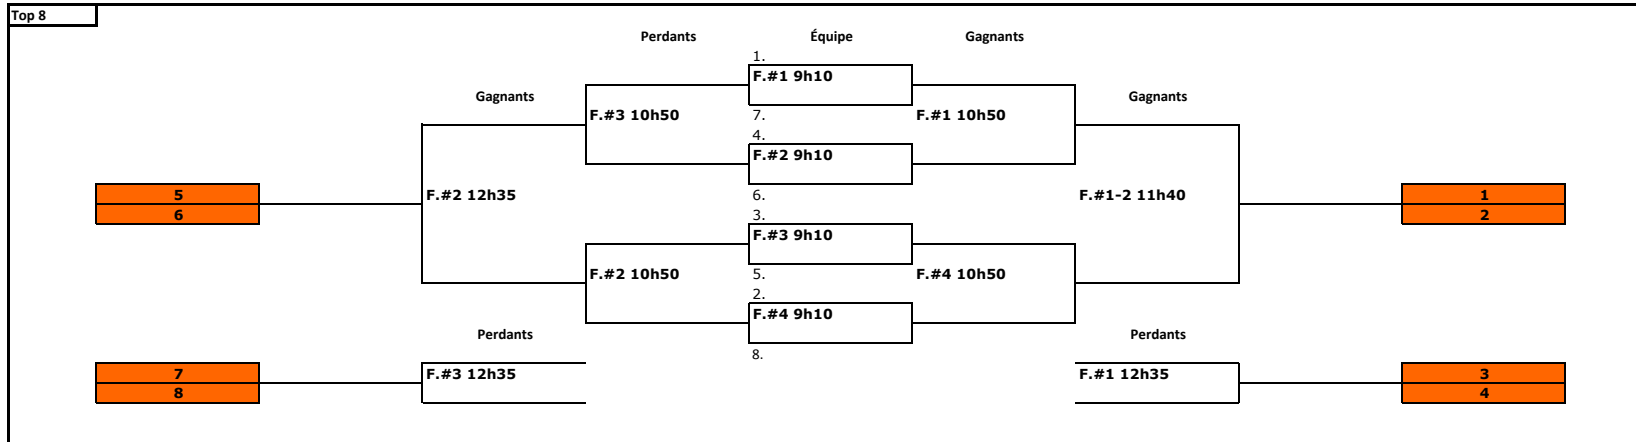 Top 8
Perdants Équipe Gagnants
1.
F.#1 9h10
Gagnants Gagnants
F.#3 10h50 7. F.#1 10h50
4.
F.#2 9h10
5 F.#2 12h35 6. F.#1-2 11h40 1
6 3. 2
F.#3 9h10
F.#2 10h50 5. F.#4 10h50
2.
F.#4 9h10
Perdants Perdants
8.
7 F.#3 12h35 F.#1 12h35 3
8 4